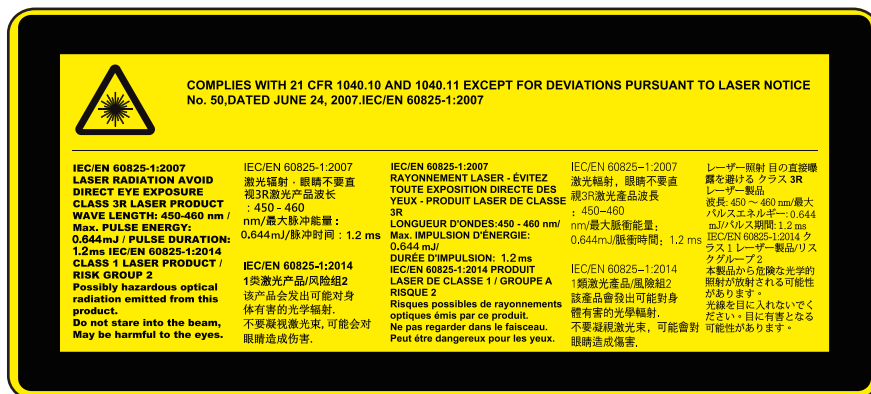 COMPLIES WITH 21 CFR 1040.10 AND 1040.11 EXCEPT FOR DEVIATIONS PURSUANT TO LASER NOTICE
No. 50,DATED JUNE 24, 2007.IEC/EN 60825-1:2007
IEC/EN 60825-1:2007
LASER RADIATION AVOID
DIRECT EYE EXPOSURE
CLASS 3R LASER PRODUCT
WAVE LENGTH: 450-460 nm /
Max. PULSE ENERGY:
0.644mJ / PULSE DURATION:
1.2ms IEC/EN 60825-1:2014
CLASS 1 LASER PRODUCT /
RISK GROUP 2
Possibly hazardous optical
radiation emitted from this
product.
Do not stare into the beam,
May be harmful to the eyes.
IEC/EN 60825-1:2007
激光辐射﹐眼睛不要直
视3R激光产品波长
: 450 - 460
nm/最大脉冲能量 :
0.644mJ/脉冲时间 : 1.2 ms
IEC/EN 60825-1:2014
1类激光产品/风险组2
该产品会发出可能对身
体有害的光学辐射.
不要凝视激光束, 可能会对
眼睛造成伤害.
IEC/EN 60825-1:2007
RAYONNEMENT LASER - ÉVITEZ
TOUTE EXPOSITION DIRECTE DES
YEUX - PRODUIT LASER DE CLASSE
3R
LONGUEUR D'ONDES:450 - 460 nm/
Max. IMPULSION D'ÉNERGIE:
0.644 mJ/
DURÉE D'IMPULSION: 1.2 ms
IEC/EN 60825-1:2014 PRODUIT
LASER DE CLASSE 1 / GROUPE A
RISQUE 2
Risques possibles de rayonnements
optiques émis par ce produit.
Ne pas regarder dans le faisceau.
Peut être dangereux pour les yeux.
IEC/EN 60825-1:2007
激光輻射，眼睛不要直
視3R激光產品波長
: 450-460
nm/最大脈衝能量:
0.644mJ/脈衝時間: 1.2 ms
IEC/EN 60825-1:2014
1類激光產品/風險組2
該產品會發出可能對身
體有害的光學輻射.
不要凝視激光束，可能會對
眼睛造成傷害.
レーザー照射 目の直接曝
露を避ける クラス 3R
レーザー製品
波長: 450 ～ 460 nm/最大
パルスエネルギー: 0.644
mJ/パルス期間: 1.2 ms
IEC/EN 60825-1:2014 ク
ラス 1 レーザー製品/リス
クグループ 2
本製品から危険な光学的
照射が放射される可能性
があります。
光線を目に入れないでく
ださい。目に有害となる
可能性があります。